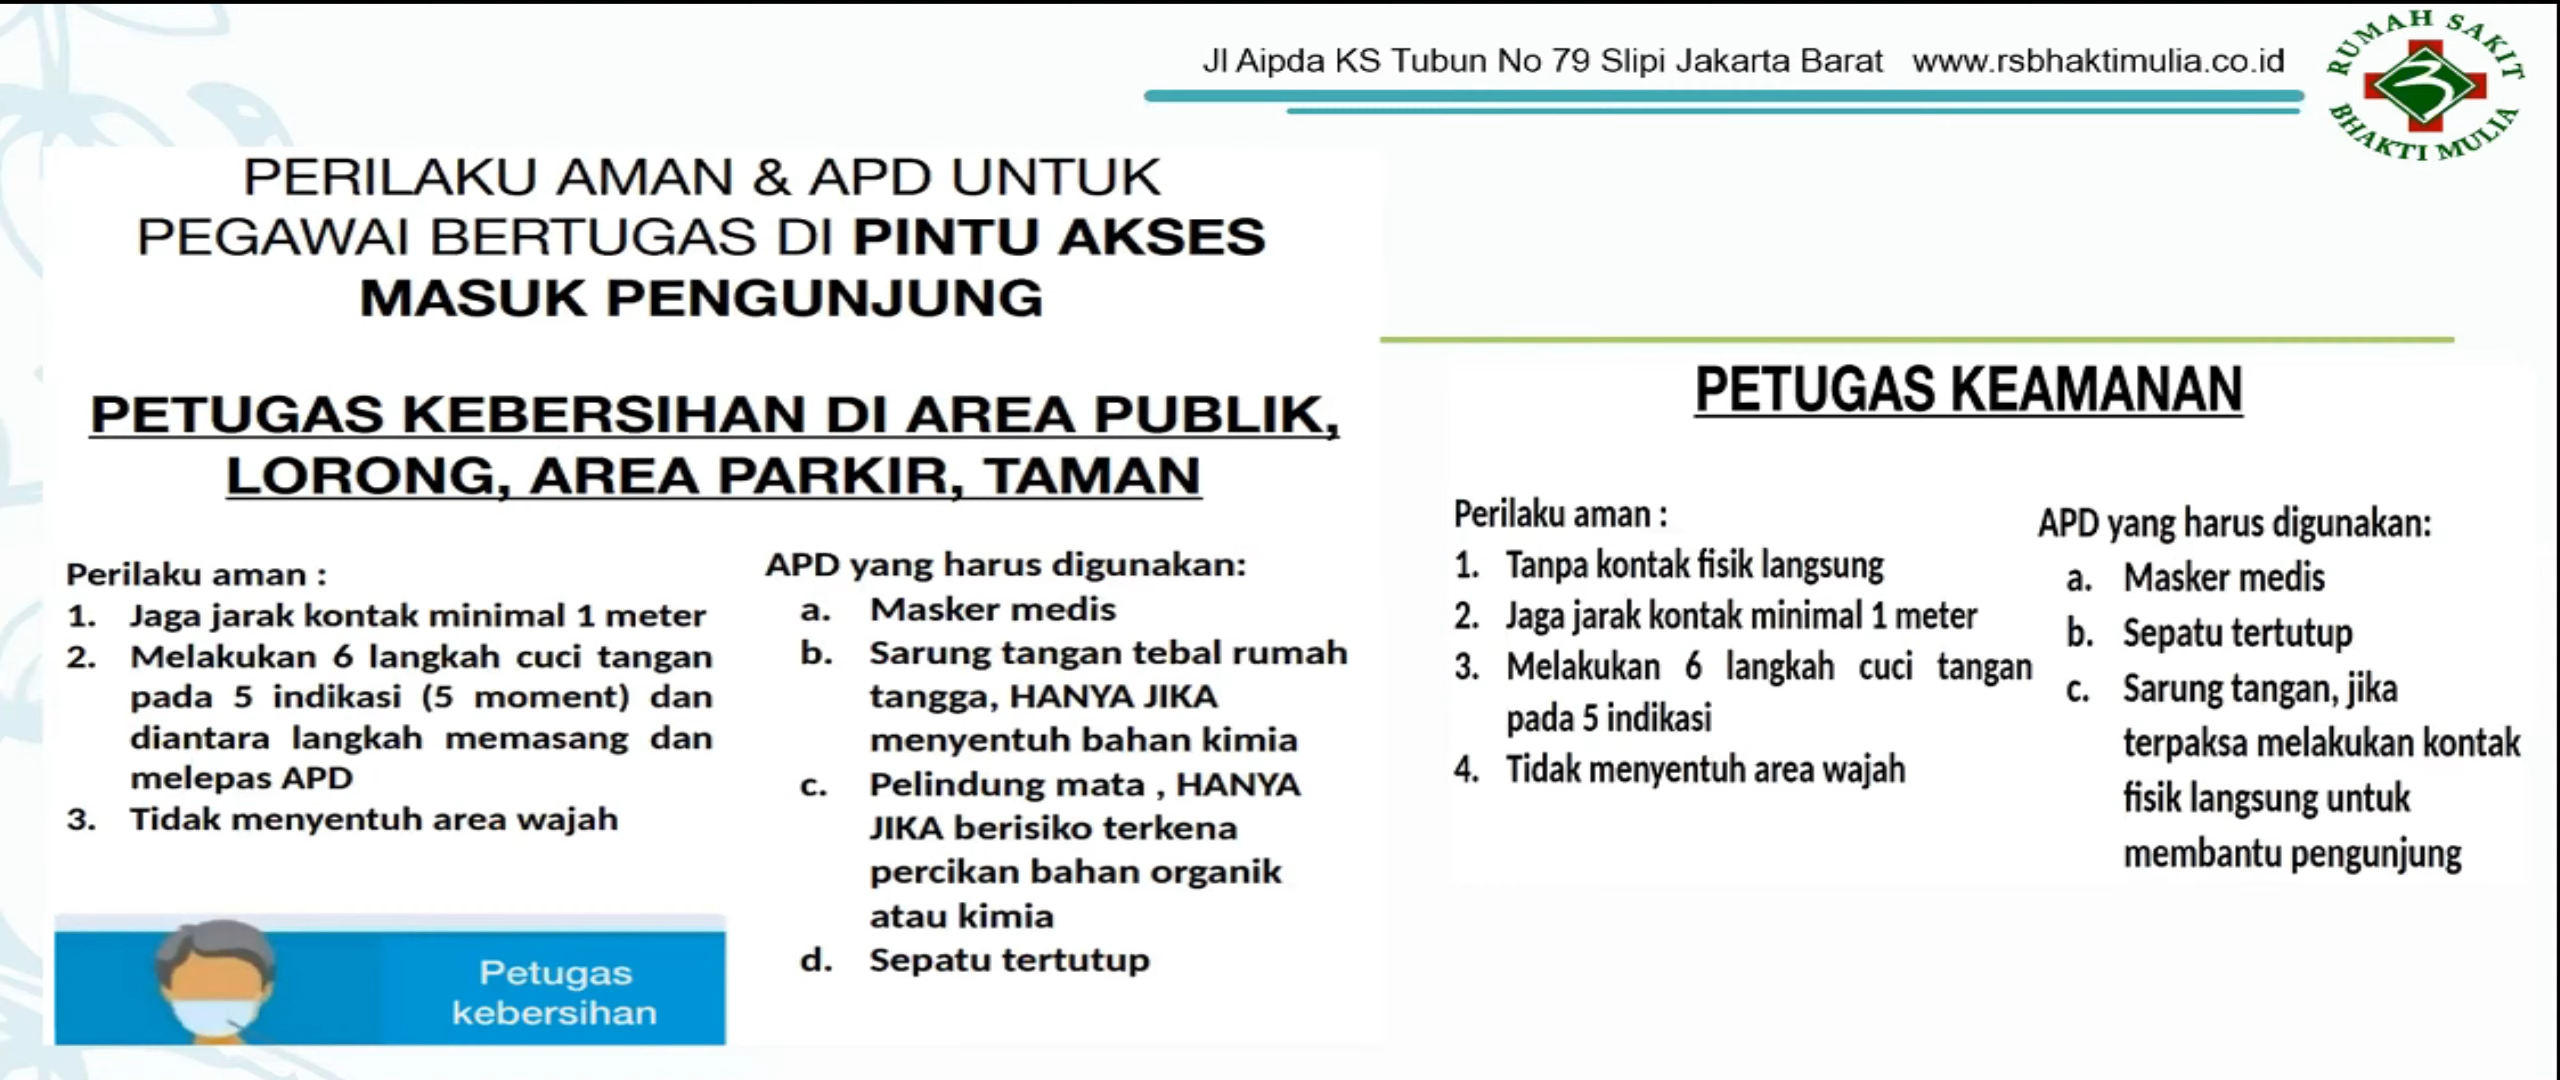 Jl Aipda KS Tubun No 79 Slipi Jakarta Barat www.rsbhaktimulia.co.id
RUMAH SAKIT
BHAKTI MULIA
PERILAKU AMAN & APD UNTUK
PEGAWAI BERTUGAS DI PINTU AKSES
MASUK PENGUNJUNG
PETUGAS KEBERSIHAN DI AREA PUBLIK,
LORONG, AREA PARKIR, TAMAN
Perilaku aman :
1. Jaga jarak kontak minimal 1 meter
2. Melakukan 6 langkah cuci tangan
pada 5 indikasi (5 moment) dan
diantara langkah memasang dan
melepas APD
3. Tidak menyentuh area wajah
APD yang harus digunakan:
a. Masker medis
b. Sarung tangan tebal rumah
tangga, HANYA JIKA
menyentuh bahan kimia
c. Pelindung mata , HANYA
JIKA berisiko terkena
percikan bahan organik
atau kimia
d. Sepatu tertutup
Petugas
kebersihan
PETUGAS KEAMANAN
Perilaku aman :
1. Tanpa kontak fisik langsung
2. Jaga jarak kontak minimal 1 meter
3. Melakukan 6 langkah cuci tangan
pada 5 indikasi
4. Tidak menyentuh area wajah
APD yang harus digunakan:
a. Masker medis
b. Sepatu tertutup
c. Sarung tangan, jika
terpaksa melakukan kontak
fisik langsung untuk
membantu pengunjung